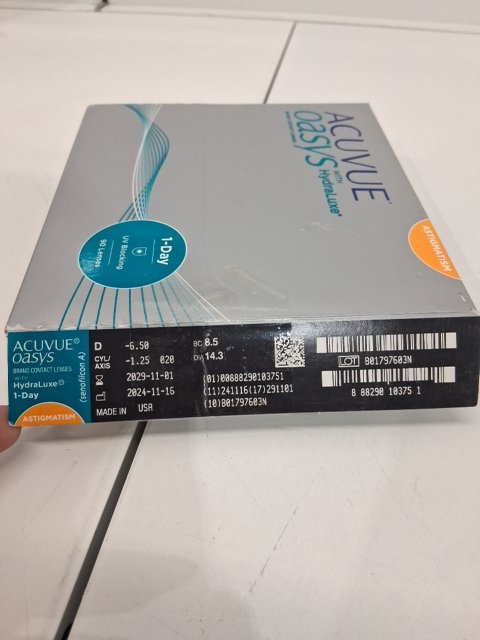 ACUVUE®
oasys
WITH
HydraLuxe®
ASTIGMATISM
1-Day
UV Blocking
90 Lenses
ACUVUE®
oasys
BRAND CONTACT LENSES
WITH
HydraLuxe®
1-Day
(senofilcon A)
ASTIGMATISM
D -6.50
CYL/ AXIS -1.25 020
2029-11-01
2024-11-16
MADE IN USA
BC 8.5
DIA 14.3
(01)00888290103751
(11)241116(17)291101
(10)B01797603N
LOT B01797603N
8 88290 10375 1